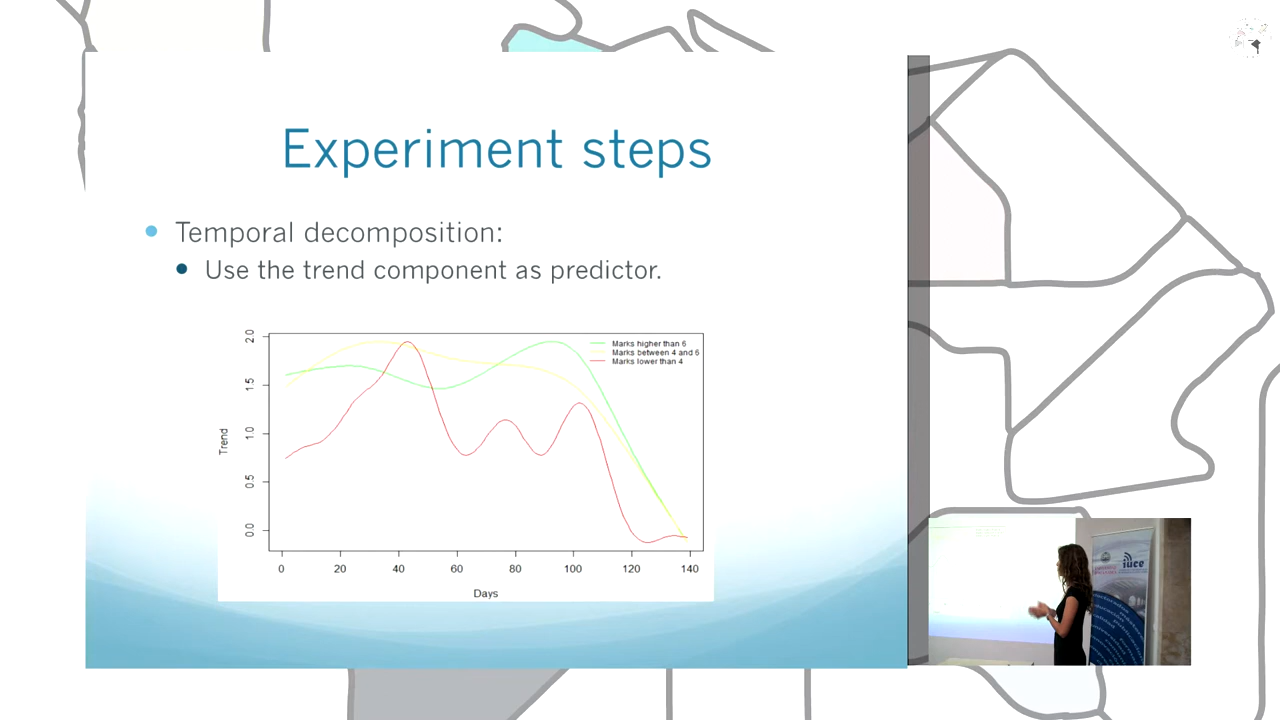 Experiment steps
Temporal decomposition:
Use the trend component as predictor.
2.0
1.5
1.0
0.5
0.0
Trend
Marks higher than 6
Marks between 4 and 6
Marks lower than 4
0 20 40 60 80 100 120 140
Days
iuce